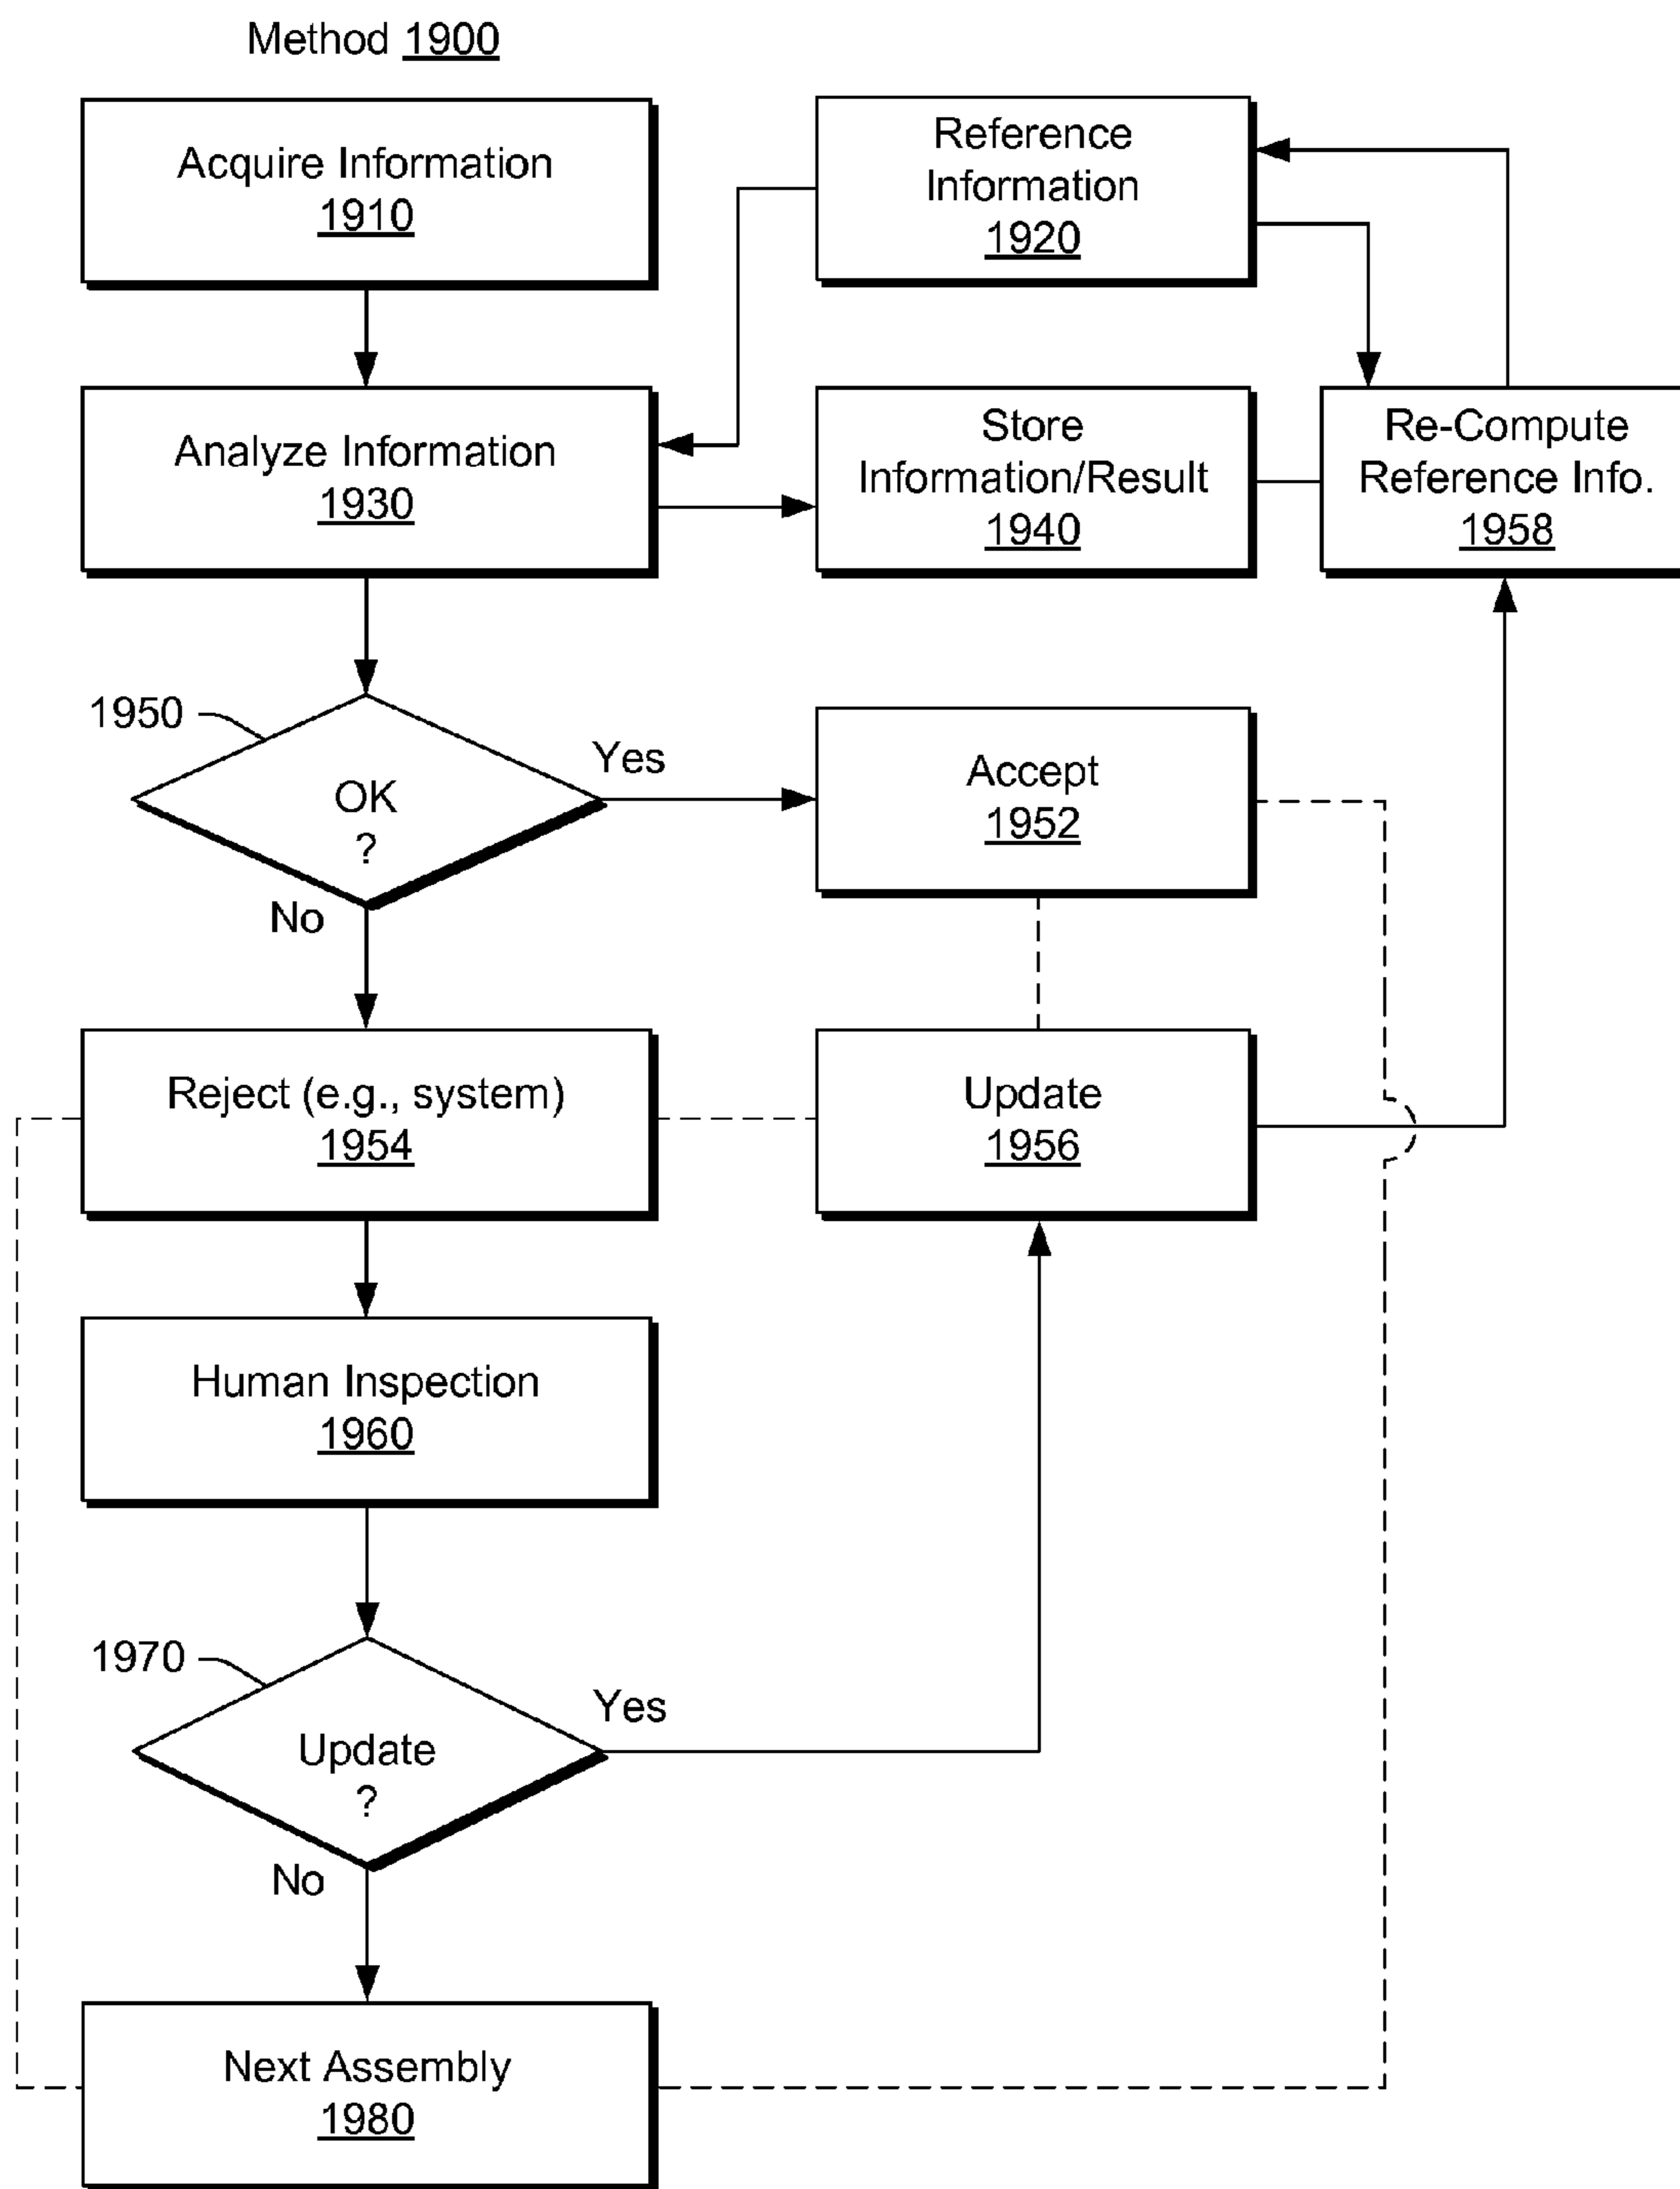 Method 1900
Acquire Information
1910
Reference
Information
1920
Analyze Information
1930
Store
Information/Result
1940
Re-Compute
Reference Info.
1958
1950
OK
?
Yes
No
Accept
1952
Reject (e.g., system)
1954
Update
1956
Human Inspection
1960
1970
Update
?
Yes
No
Next Assembly
1980